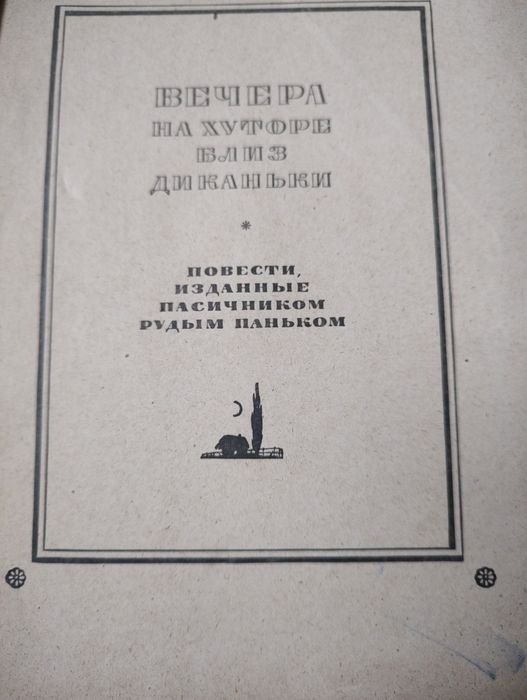 ВЕЧЕРА
НА ХУТОРЕ
БЛИЗ
ДИКАНЬКИ
*
ПОВЕСТИ,
ИЗДАННЫЕ
ПАСИЧНИКОМ
РУДЫМ ПАНЬКОМ